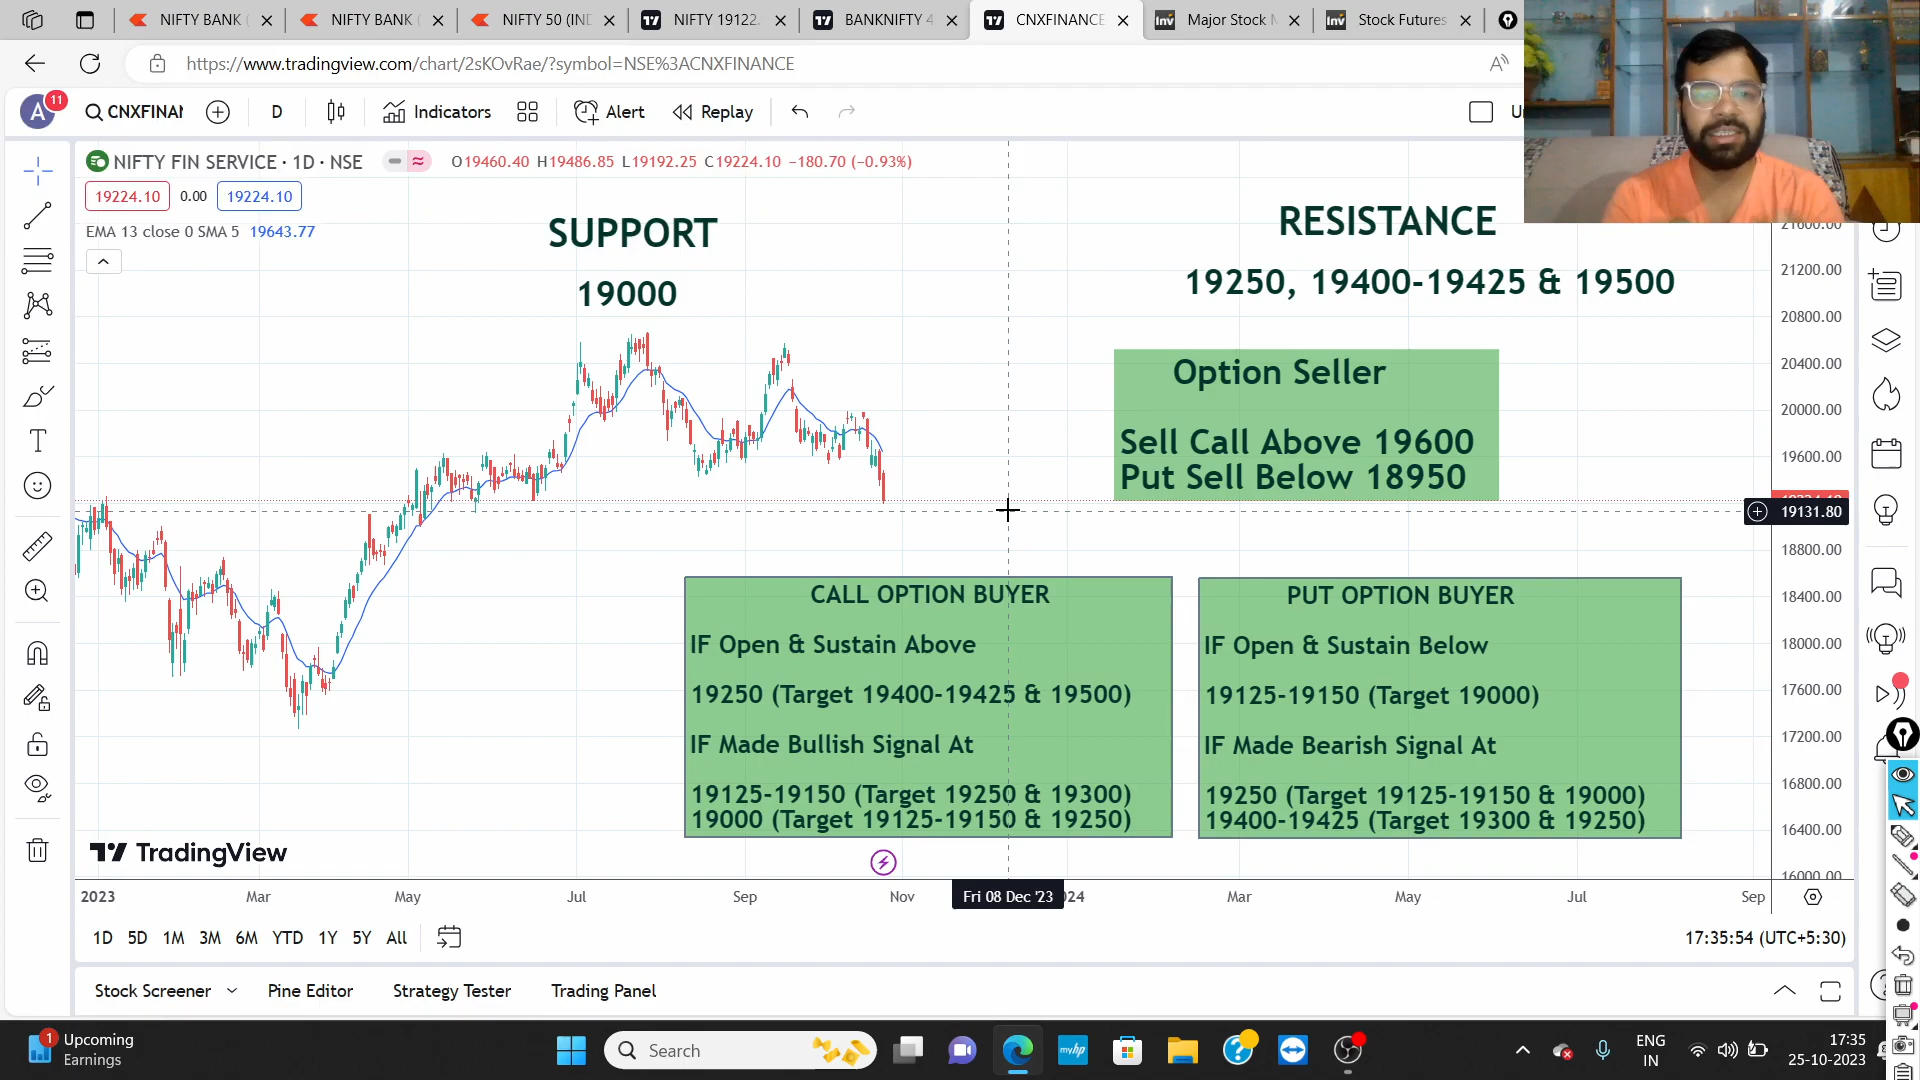 NIFTY BANK
NIFTY BANK
NIFTY 50 (INI
NIFTY 19122.
BANKNIFTY 4
CNXFINANCE
Major Stock M
Stock Futures
https://www.tradingview.com/chart/2sKOvRae/?symbol=NSE%3ACNXFINANCE
A
11
CNXFINAI
D
Indicators
Alert
Replay
NIFTY FIN SERVICE · 1D · NSE
O19460.40 H19486.85 L19192.25 C19224.10 −180.70 (−0.93%)
19224.10 0.00 19224.10
EMA 13 close 0 SMA 5 19643.77
SUPPORT
19000
RESISTANCE
19250, 19400-19425 & 19500
Option Seller
Sell Call Above 19600
Put Sell Below 18950
CALL OPTION BUYER
IF Open & Sustain Above
19250 (Target 19400-19425 & 19500)
IF Made Bullish Signal At
19125-19150 (Target 19250 & 19300)
19000 (Target 19125-19150 & 19250)
PUT OPTION BUYER
IF Open & Sustain Below
19125-19150 (Target 19000)
IF Made Bearish Signal At
19250 (Target 19125-19150 & 19000)
19400-19425 (Target 19300 & 19250)
21600.00
21200.00
20800.00
20400.00
20000.00
19600.00
19131.80
18800.00
18400.00
18000.00
17600.00
17200.00
16800.00
16400.00
16000.00
TradingView
2023
Mar
May
Jul
Sep
Nov
Fri 08 Dec '23
Mar
May
Jul
Sep
1D 5D 1M 3M 6M YTD 1Y 5Y All
17:35:54 (UTC+5:30)
Stock Screener
Pine Editor
Strategy Tester
Trading Panel
1
Upcoming
Earnings
Search
myhp
ENG
IN
17:35
25-10-2023